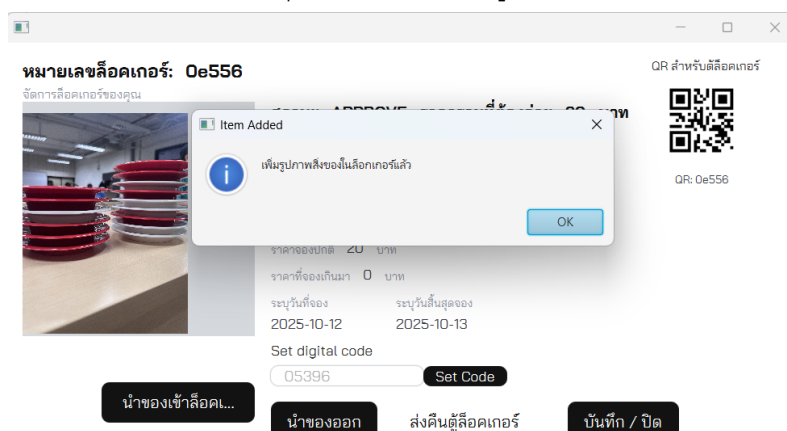 หมายเลขล็อคเกอร์: 0e556
จัดการล็อคเกอร์ของคุณ
QR สำหรับตู้ล็อคเกอร์
QR: 0e556
APPROVE
บาท
Item Added
เพิ่มรูปภาพสิ่งของในล็อกเกอร์แล้ว
OK
ราคาจองปกติ 20 บาท
ราคาที่จองเกินมา 0 บาท
ระบุวันที่จอง ระบุวันสิ้นสุดจอง
2025-10-12 2025-10-13
Set digital code
05396 Set Code
นำของเข้าล็อคเ...
นำของออก ส่งคืนตู้ล็อคเกอร์ บันทึก / ปิด